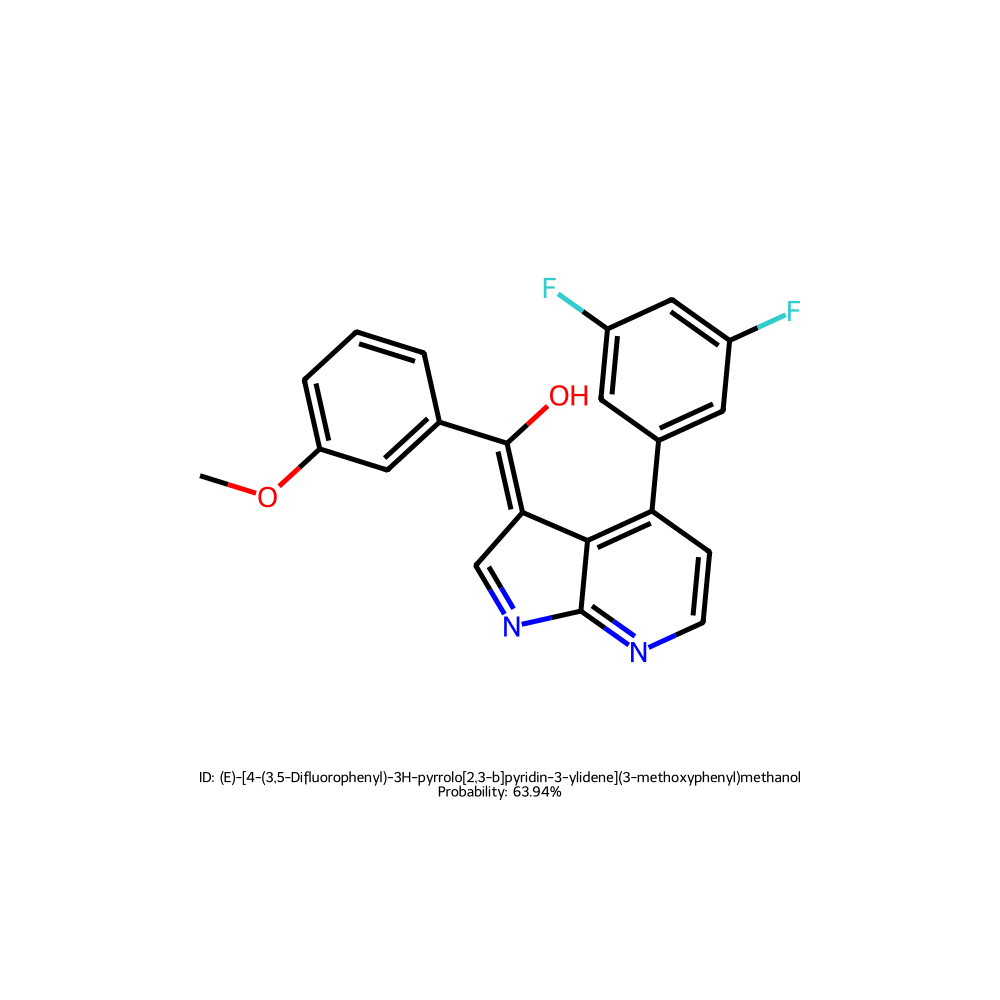 F
F
OH
O
N
N
ID: (E)-[4-(3,5-Difluorophenyl)-3H-pyrrolo[2,3-b]pyridin-3-ylidene](3-methoxyphenyl)methanol
Probability: 63.94%